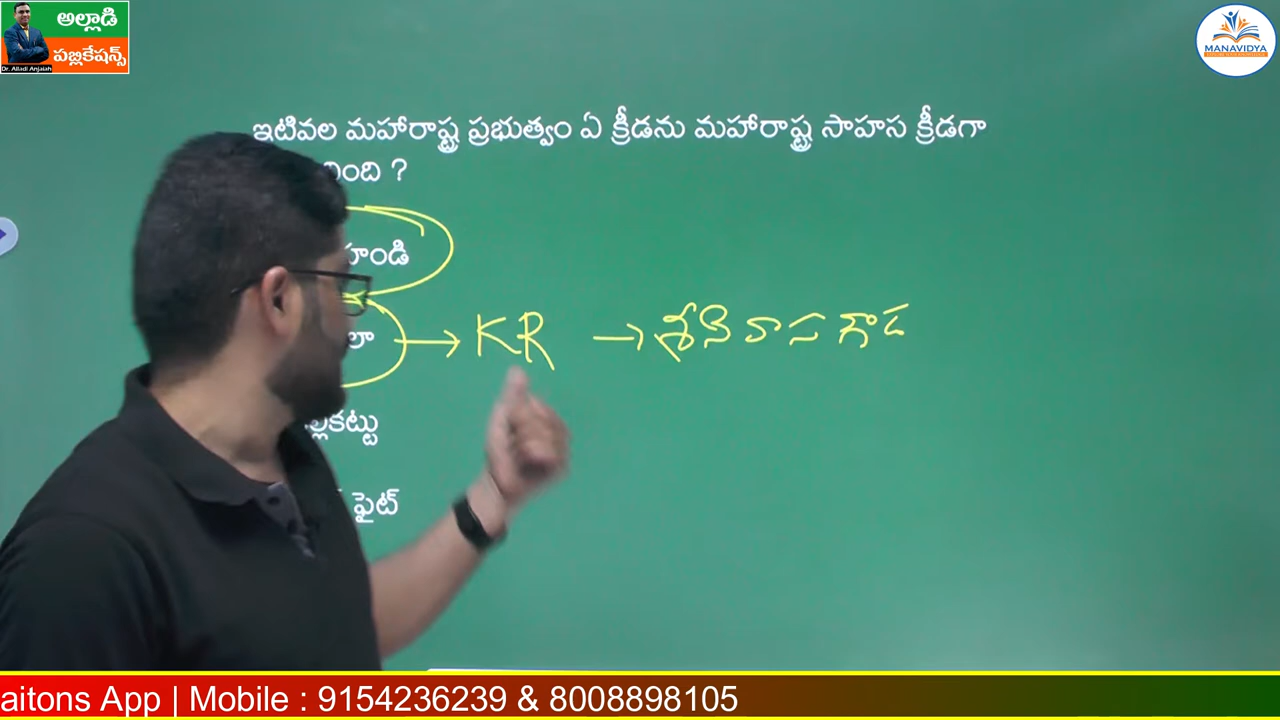 అల్లాడి
పబ్లికేషన్స్
Dr. Alladi Anjaiah
MANAVIDYA
ఇటీవల మహారాష్ట్ర ప్రభుత్వం ఏ క్రీడను మహారాష్ట్ర సాహస క్రీడగా
?
KR → శ్రీనివాస గౌడ
ఫైట్
aitons App | Mobile : 9154236239 & 8008898105